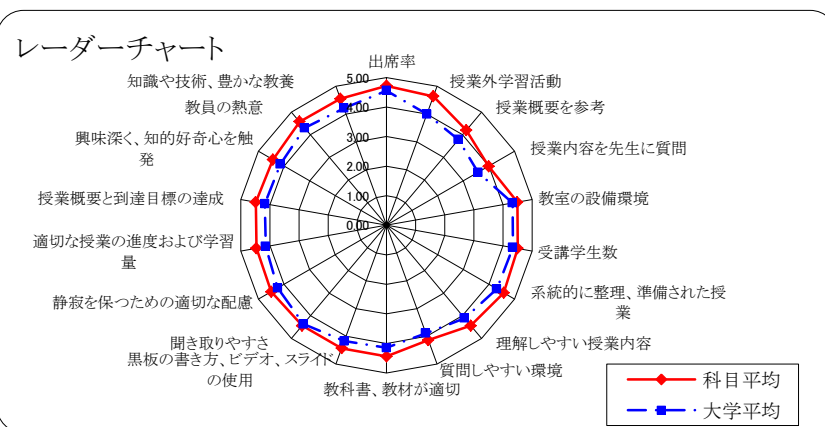 レーダーチャート
出席率
授業外学習活動
授業概要を参考
授業内容を先生に質問
教室の設備環境
受講学生数
系統的に整理、準備された授
業
理解しやすい授業内容
質問しやすい環境
教科書、教材が適切
黒板の書き方、ビデオ、スライド
の使用
聞き取りやすさ
静寂を保つための適切な配慮
適切な授業の進度および学習
量
授業概要と到達目標の達成
興味深く、知的好奇心を触
発
教員の熱意
知識や技術、豊かな教養
5.00
4.00
3.00
2.00
1.00
0.00
科目平均
大学平均